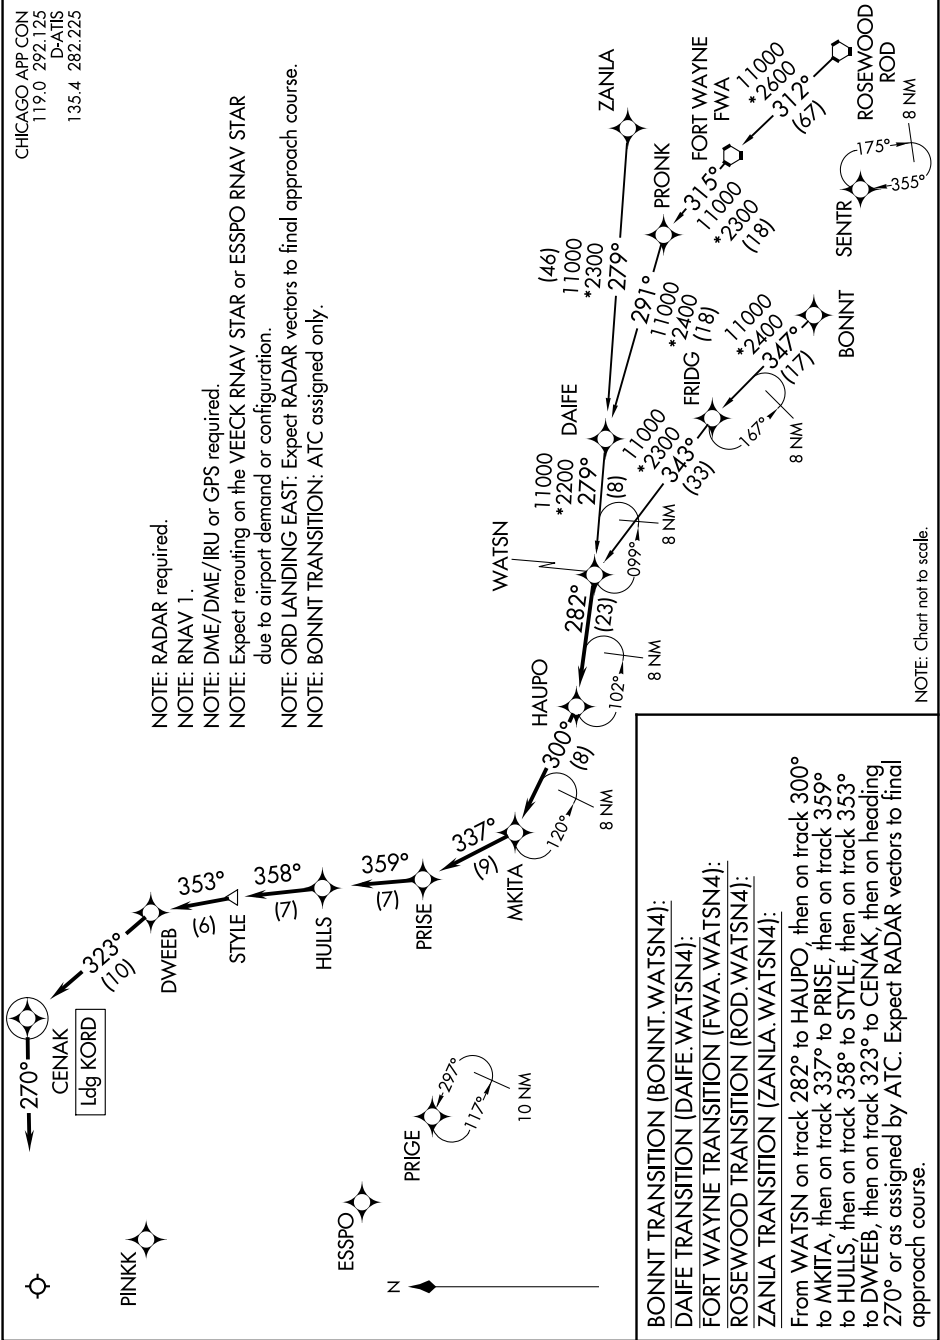 CHICAGO APP CON
119.0 292.125
D-ATIS
135.4 282.225
NOTE: RADAR required.
NOTE: RNAV 1.
NOTE: DME/DME/IRU or GPS required.
NOTE: Expect rerouting on the VEECK RNAV STAR or ESSPO RNAV STAR
due to airport demand or configuration.
NOTE: ORD LANDING EAST: Expect RADAR vectors to final approach course.
NOTE: BONNT TRANSITION: ATC assigned only.
270°
CENAK
Ldg KORD
323°
(10)
DWEEB
353°
(6)
STYLE
358°
(7)
HULLS
359°
(7)
PRISE
337°
(9)
MKITA
120°
8 NM
300°
(8)
HAUPO
102°
8 NM
282°
(23)
WATSN
099°
8 NM
11000
*2200
279°
(8)
DAIFE
(46)
11000
*2300
279°
ZANLA
291°
11000
*2400
(18)
PRONK
315°
11000
*2300
(18)
FORT WAYNE
FWA
11000
*2600
312°
(67)
ROSEWOOD
ROD
11000
*2300
343°
(33)
FRIDG
167°
8 NM
11000
*2400
347°
(17)
BONNT
SENTR
175°
355°
8 NM
PINKK
ESSPO
PRIGE
297°
117°
10 NM
N
NOTE: Chart not to scale.
BONNT TRANSITION (BONNT.WATSN4):
DAIFE TRANSITION (DAIFE.WATSN4):
FORT WAYNE TRANSITION (FWA.WATSN4):
ROSEWOOD TRANSITION (ROD.WATSN4):
ZANLA TRANSITION (ZANLA.WATSN4):
From WATSN on track 282° to HAUPO, then on track 300°
to MKITA, then on track 337° to PRISE, then on track 359°
to HULLS, then on track 358° to STYLE, then on track 353°
to DWEEB, then on track 323° to CENAK, then on heading
270° or as assigned by ATC. Expect RADAR vectors to final
approach course.